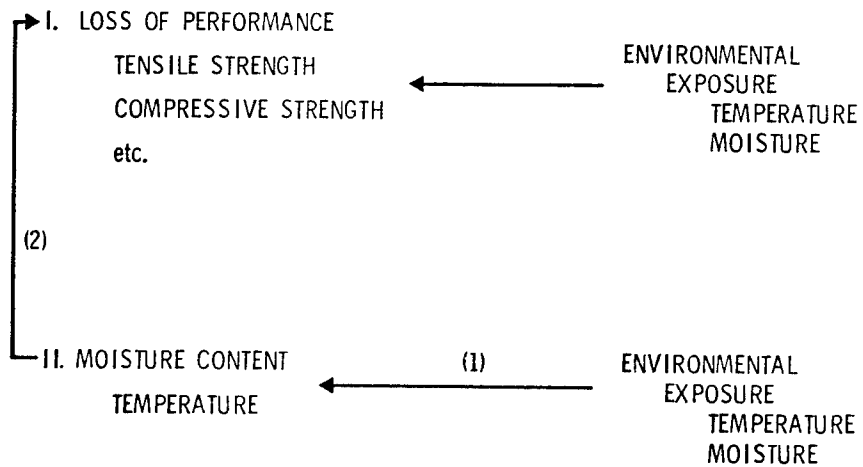 I. LOSS OF PERFORMANCE
TENSILE STRENGTH
COMPRESSIVE STRENGTH
etc.
ENVIRONMENTAL
EXPOSURE
TEMPERATURE
MOISTURE
(2)
II. MOISTURE CONTENT
TEMPERATURE
(1)
ENVIRONMENTAL
EXPOSURE
TEMPERATURE
MOISTURE